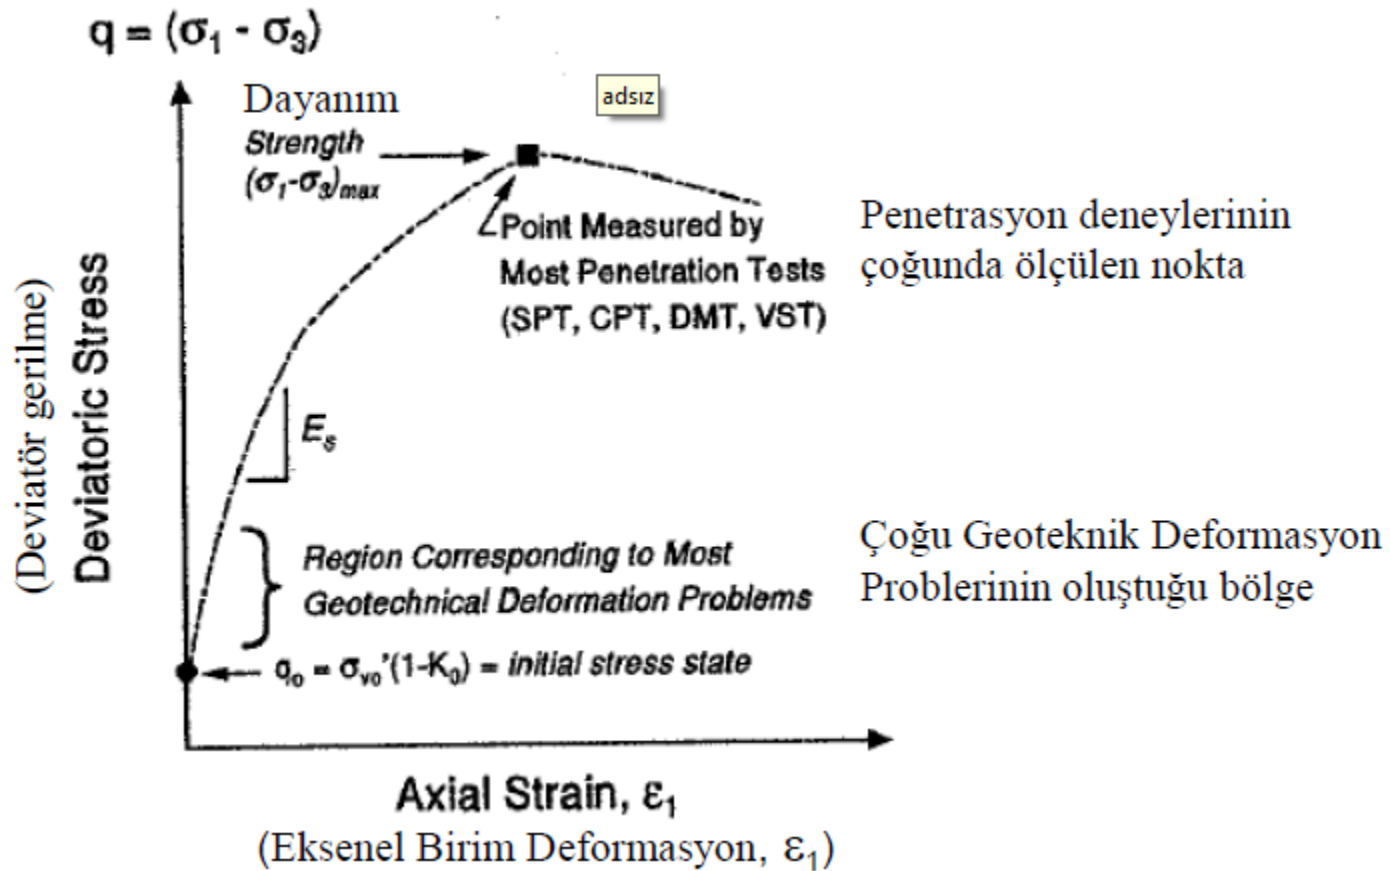 q = (σ₁ - σ₃)
Dayanım
adsız
Strength
(σ₁-σ₃)max
Point Measured by
Most Penetration Tests
(SPT, CPT, DMT, VST)
Penetrasyon deneylerinin
çoğunda ölçülen nokta
(Deviatör gerilme)
Deviatoric Stress
Eₛ
Region Corresponding to Most
Geotechnical Deformation Problems
Çoğu Geoteknik Deformasyon
Problerinin oluştuğu bölge
q₀ = σᵥ₀'(1-K₀) = initial stress state
Axial Strain, ε₁
(Eksenel Birim Deformasyon, ε₁)